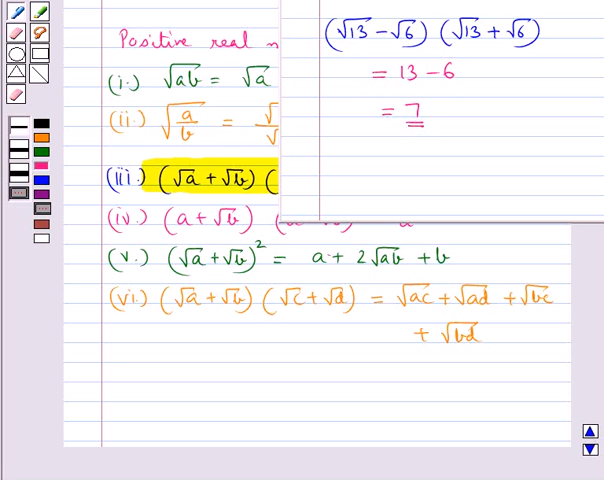 (√13 − √6) (√13 + √6)
= 13 − 6
= 7
Positive real
(i.) √ab = √a
(ii.) √a/b = √ / √
(iii.) (√a + √b) (
(iv.) (a + √b)
(v.) (√a + √b)² = a + 2√ab + b
(vi.) (√a + √b) (√c + √d) = √ac + √ad + √bc
+ √bd